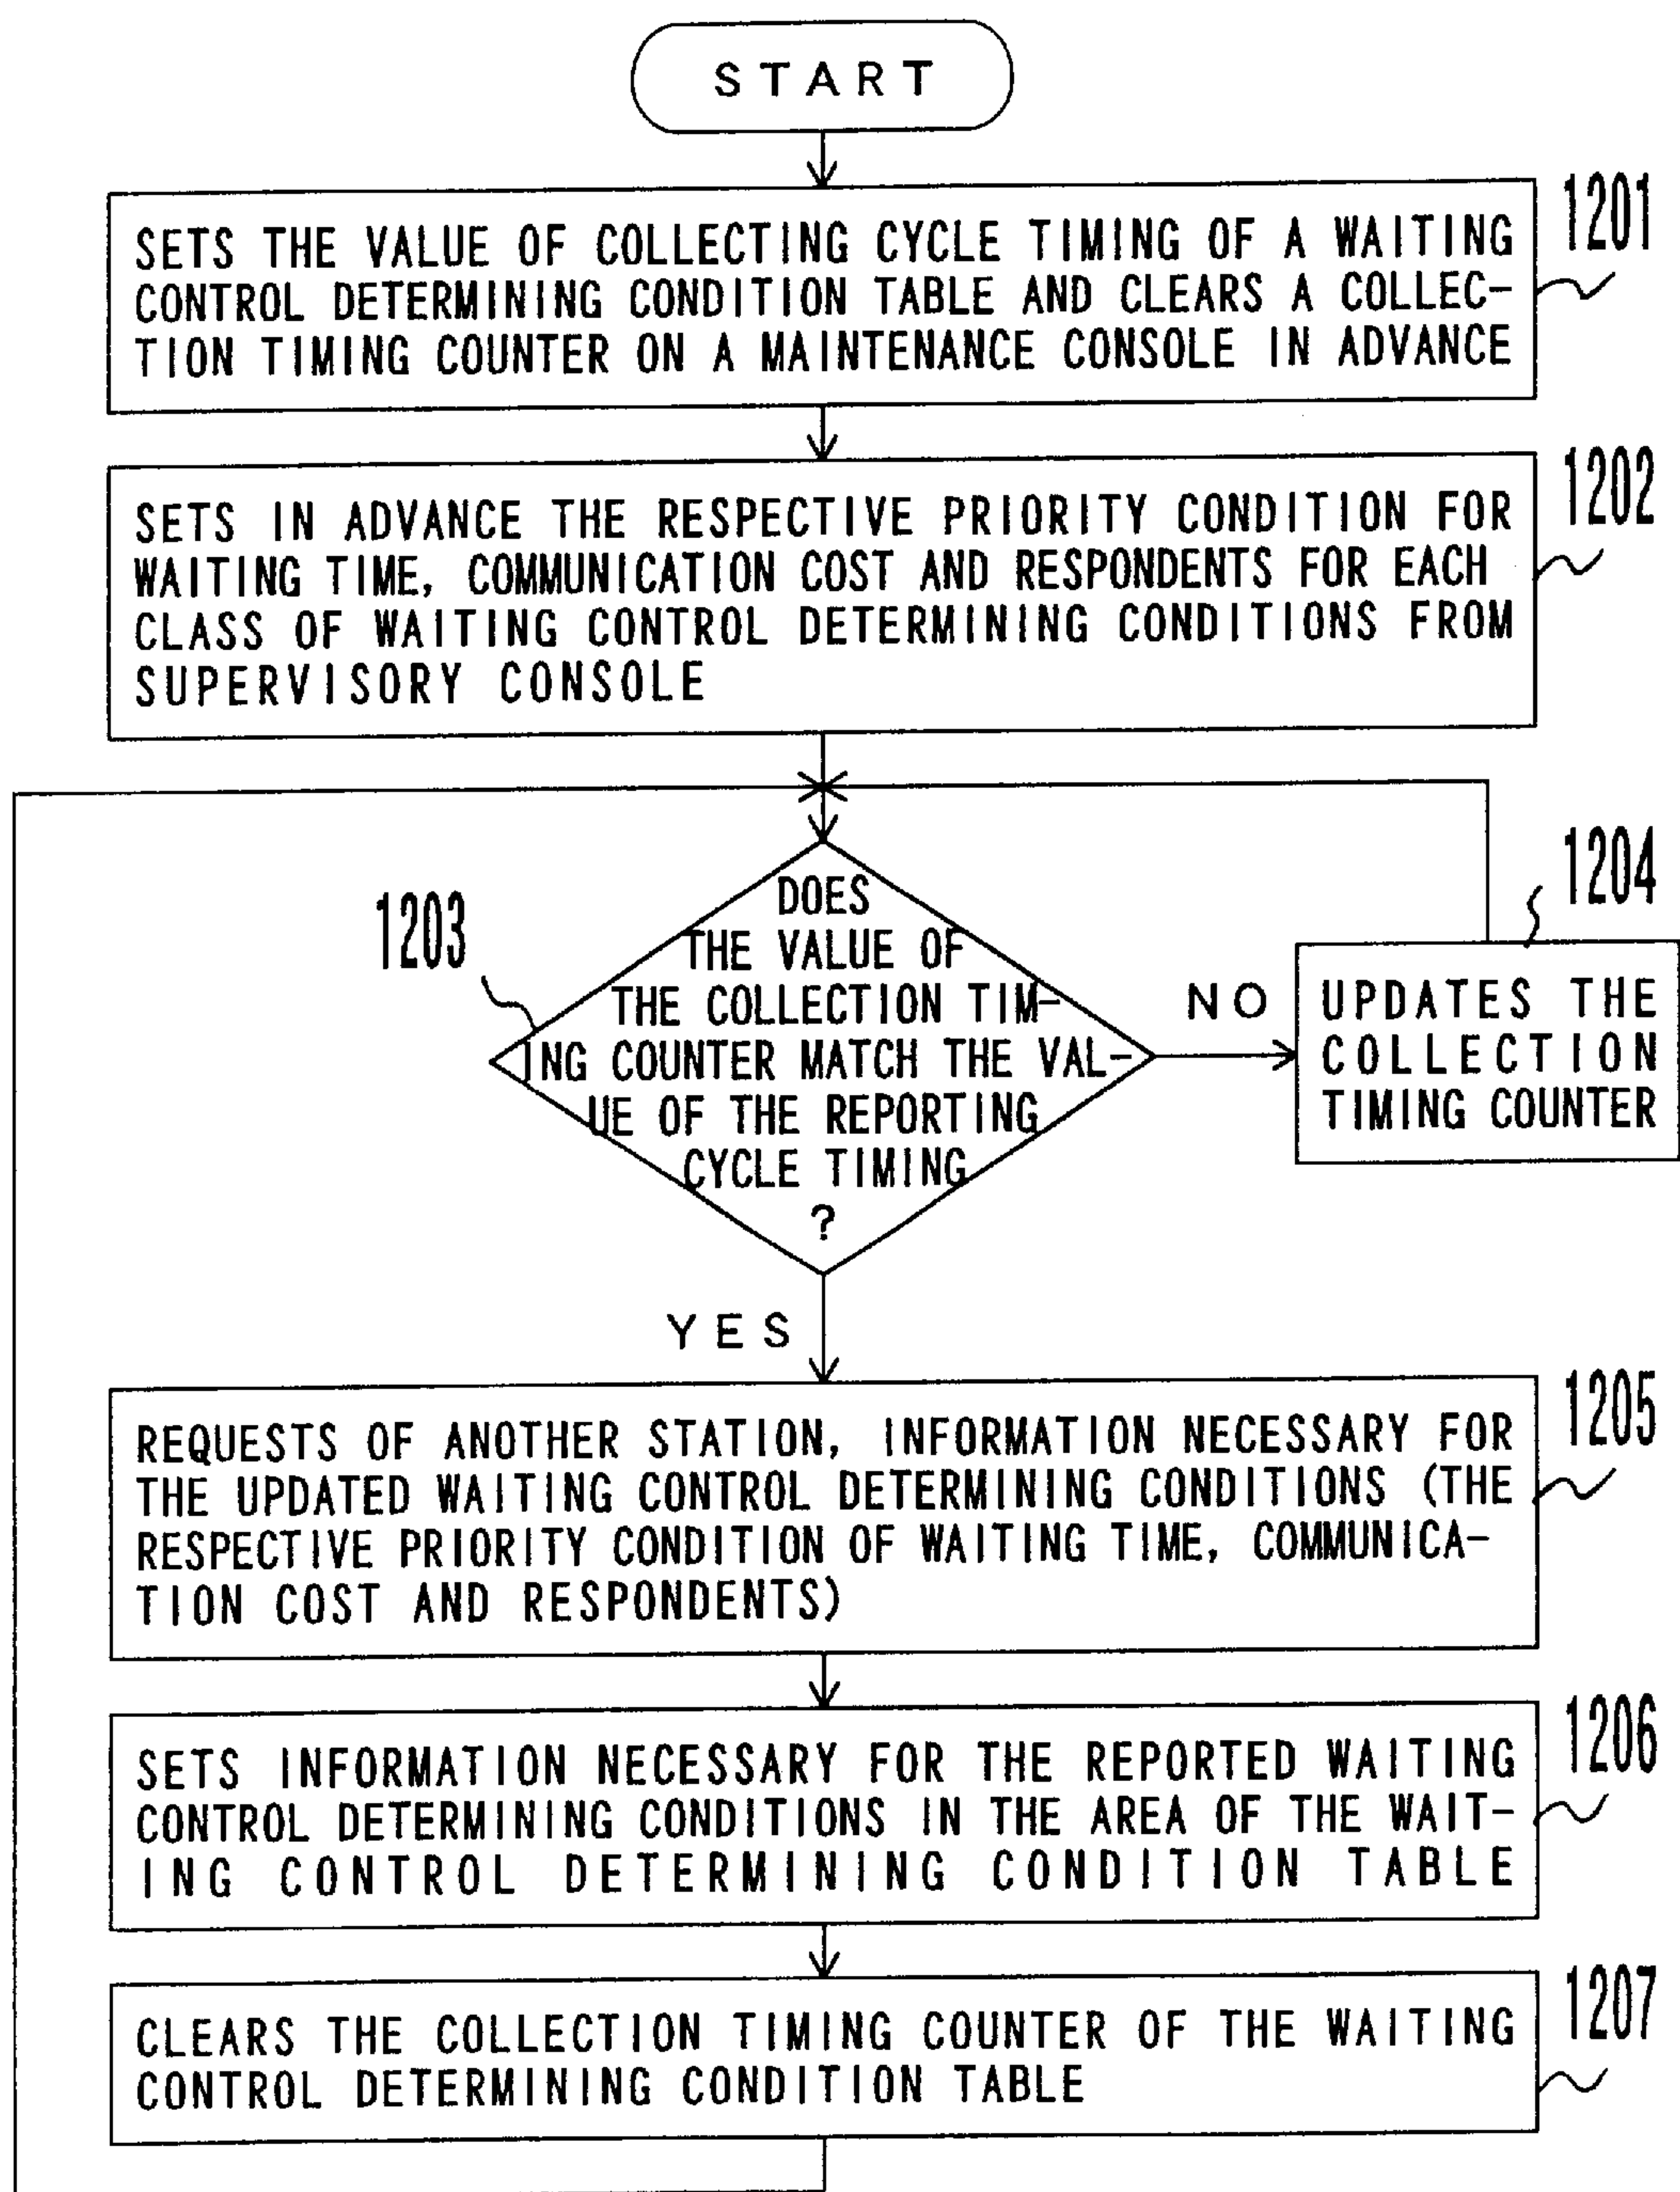 START
1201
SETS THE VALUE OF COLLECTING CYCLE TIMING OF A WAITING
CONTROL DETERMINING CONDITION TABLE AND CLEARS A COLLEC-
TION TIMING COUNTER ON A MAINTENANCE CONSOLE IN ADVANCE
1202
SETS IN ADVANCE THE RESPECTIVE PRIORITY CONDITION FOR
WAITING TIME, COMMUNICATION COST AND RESPONDENTS FOR EACH
CLASS OF WAITING CONTROL DETERMINING CONDITIONS FROM
SUPERVISORY CONSOLE
1203
DOES
THE VALUE OF
THE COLLECTION TIM-
ING COUNTER MATCH THE VAL-
UE OF THE REPORTING
CYCLE TIMING
?
NO
1204
UPDATES THE
COLLECTION
TIMING COUNTER
YES
1205
REQUESTS OF ANOTHER STATION, INFORMATION NECESSARY FOR
THE UPDATED WAITING CONTROL DETERMINING CONDITIONS (THE
RESPECTIVE PRIORITY CONDITION OF WAITING TIME, COMMUNICA-
TION COST AND RESPONDENTS)
1206
SETS INFORMATION NECESSARY FOR THE REPORTED WAITING
CONTROL DETERMINING CONDITIONS IN THE AREA OF THE WAIT-
ING CONTROL DETERMINING CONDITION TABLE
1207
CLEARS THE COLLECTION TIMING COUNTER OF THE WAITING
CONTROL DETERMINING CONDITION TABLE